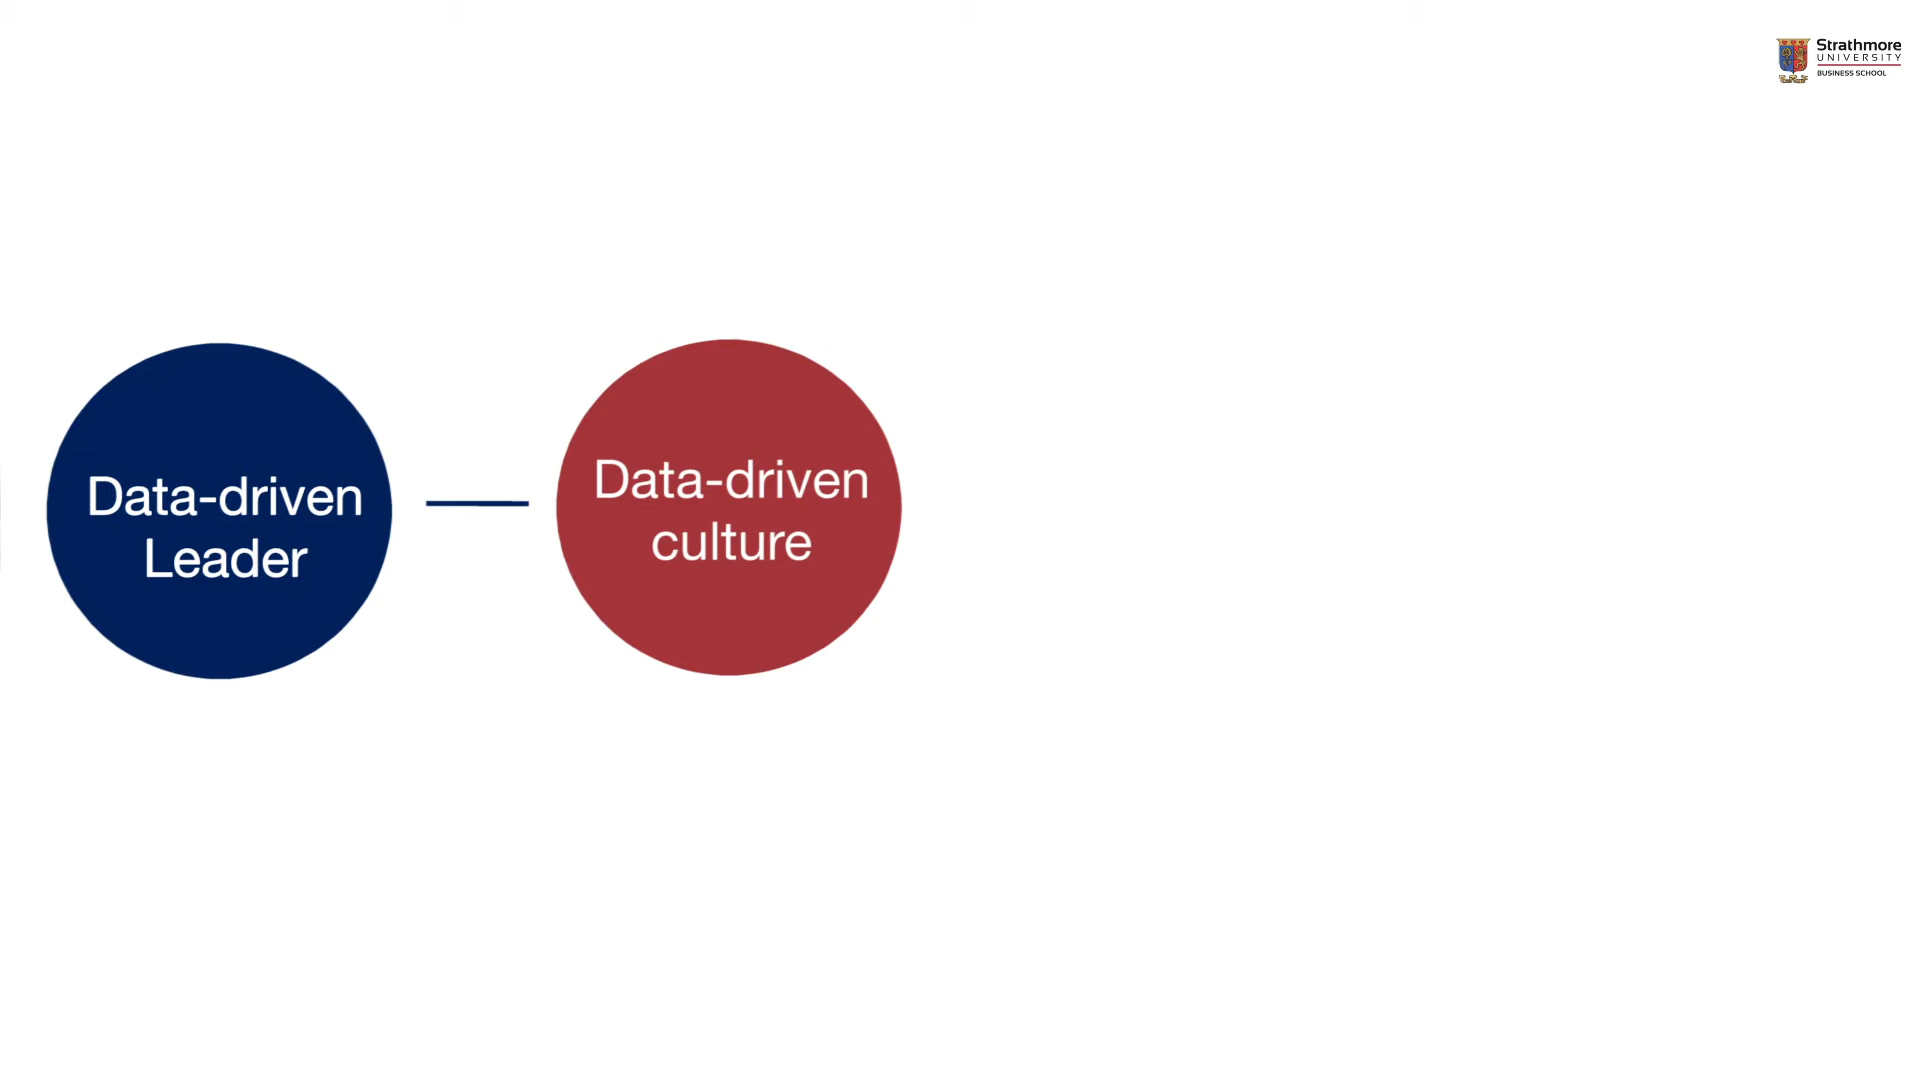 Strathmore
UNIVERSITY
BUSINESS SCHOOL
Data-driven
Leader
Data-driven
culture